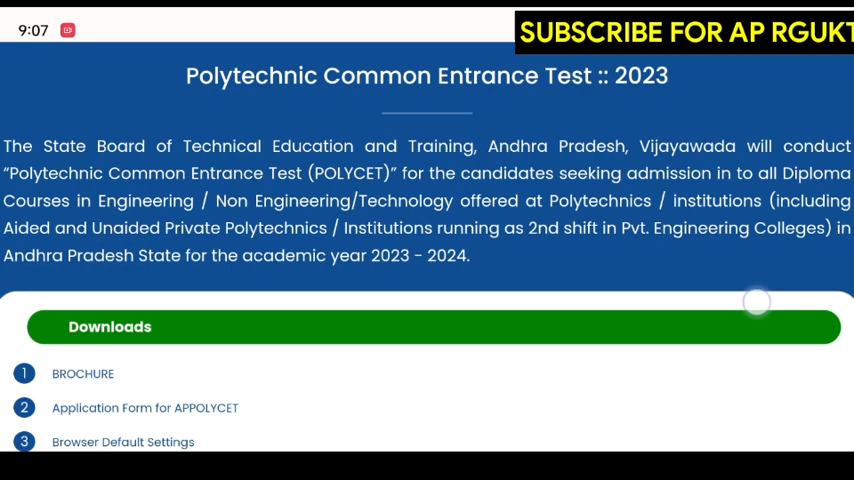 9:07
SUBSCRIBE FOR AP RGUKT
Polytechnic Common Entrance Test :: 2023
The State Board of Technical Education and Training, Andhra Pradesh, Vijayawada will conduct
“Polytechnic Common Entrance Test (POLYCET)” for the candidates seeking admission in to all Diploma
Courses in Engineering / Non Engineering/Technology offered at Polytechnics / institutions (including
Aided and Unaided Private Polytechnics / Institutions running as 2nd shift in Pvt. Engineering Colleges) in
Andhra Pradesh State for the academic year 2023 - 2024.
Downloads
1 BROCHURE
2 Application Form for APPOLYCET
3 Browser Default Settings